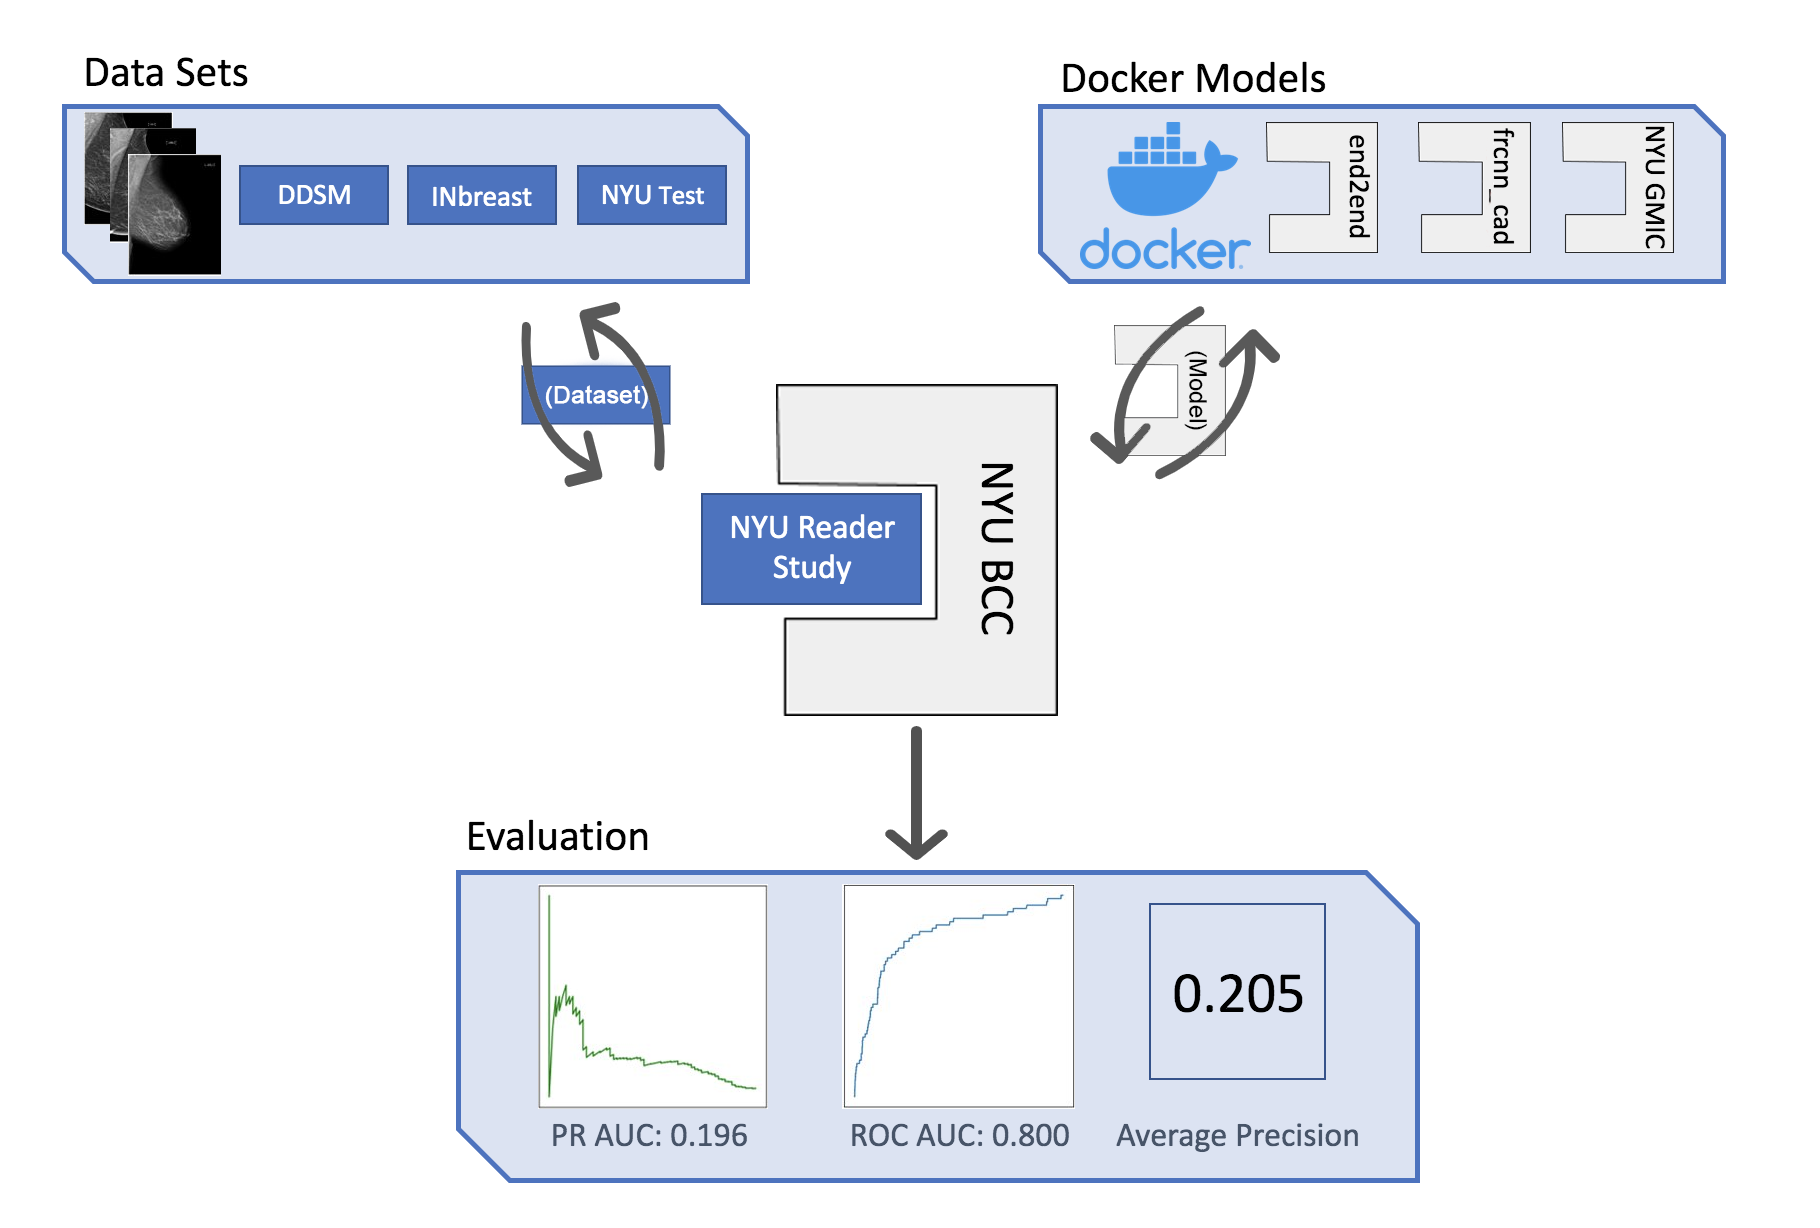 Data Sets
DDSM
INbreast
NYU Test
Docker Models
docker
end2end
frcnn_cad
NYU GMIC
(Dataset)
(Model)
NYU Reader
Study
NYU BCC
Evaluation
0.205
PR AUC: 0.196
ROC AUC: 0.800
Average Precision